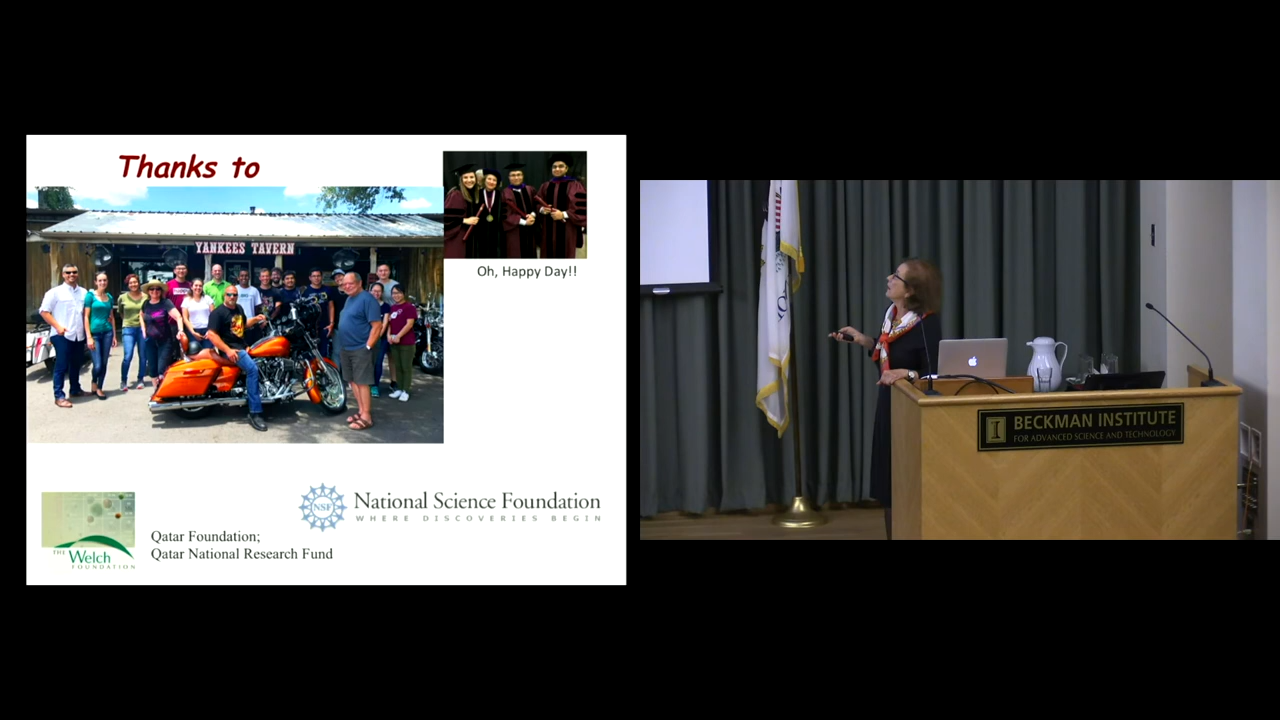 Thanks to
YANKEES TAVERN
Oh, Happy Day!!
NSF
National Science Foundation
WHERE DISCOVERIES BEGIN
Qatar Foundation;
Qatar National Research Fund
THE
Welch
FOUNDATION
I
BECKMAN INSTITUTE
FOR ADVANCED SCIENCE AND TECHNOLOGY